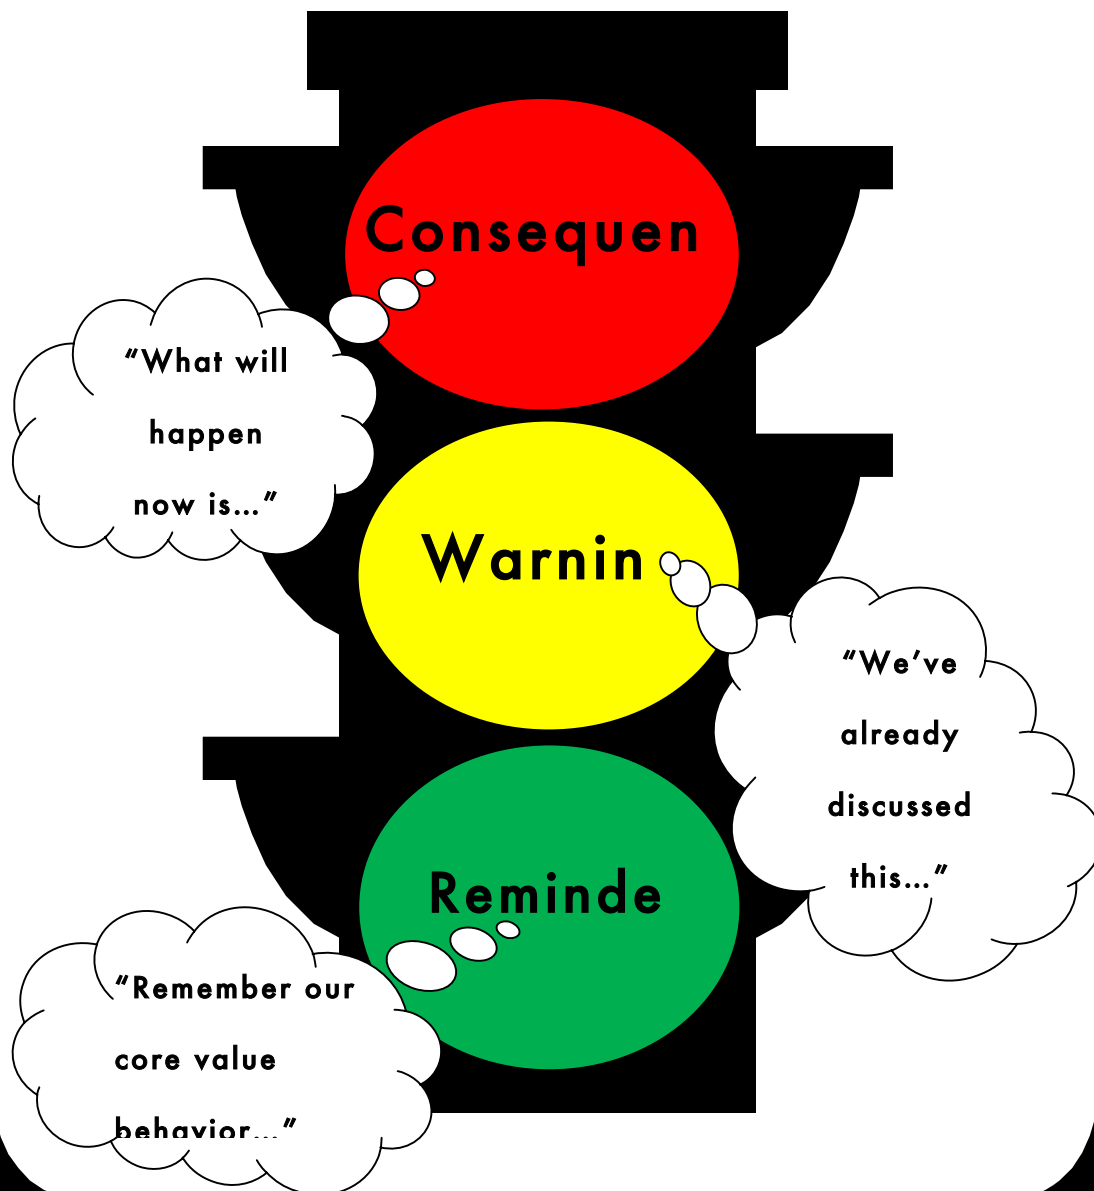 Consequen
“What will
happen
now is...”
Warnin
“We’ve
already
discussed
this...”
Reminde
“Remember our
core value
behavior...”